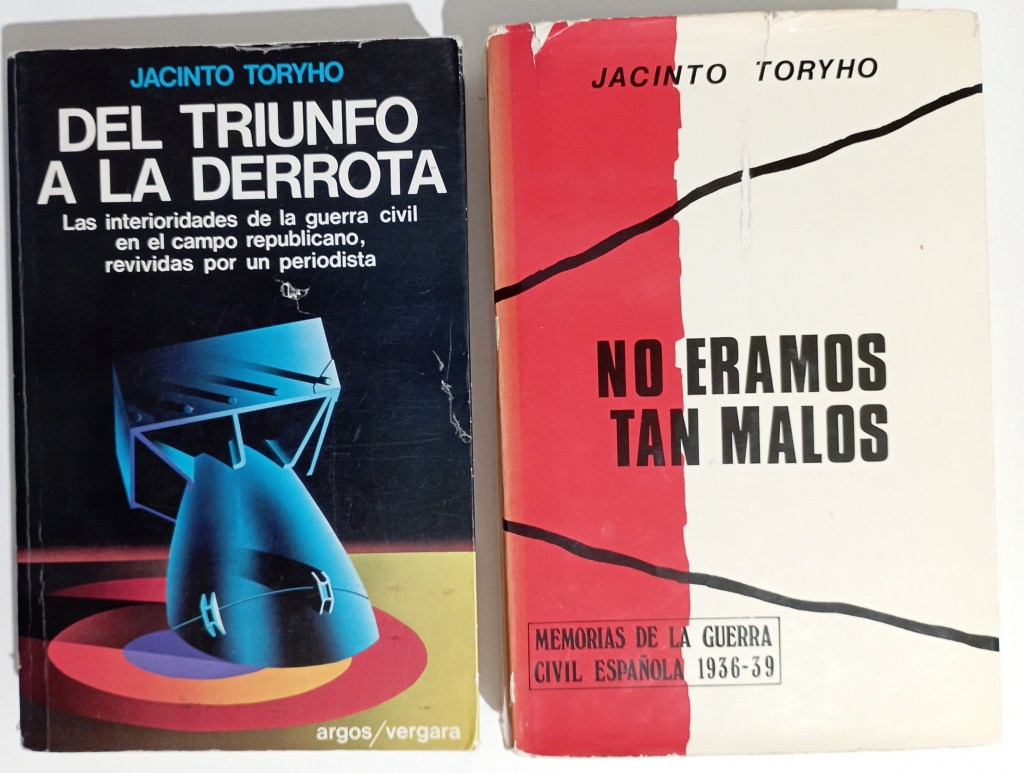 JACINTO TORYHO
DEL TRIUNFO
A LA DERROTA
Las interioridades de la guerra civil
en el campo republicano,
revividas por un periodista
argos/vergara
JACINTO TORYHO
NO ERAMOS
TAN MALOS
MEMORIAS DE LA GUERRA
CIVIL ESPAÑOLA 1936-39